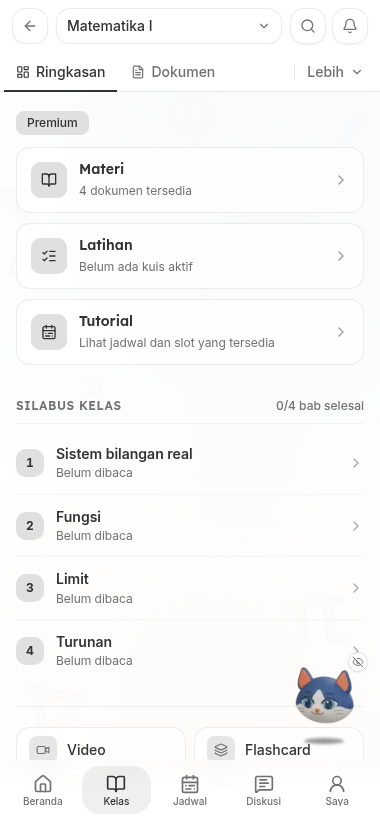 Matematika I
Ringkasan
Dokumen
Lebih
Premium
Materi
4 dokumen tersedia
Latihan
Belum ada kuis aktif
Tutorial
Lihat jadwal dan slot yang tersedia
SILABUS KELAS
0/4 bab selesai
1
Sistem bilangan real
Belum dibaca
2
Fungsi
Belum dibaca
3
Limit
Belum dibaca
4
Turunan
Belum dibaca
Video
Flashcard
Beranda
Kelas
Jadwal
Diskusi
Saya